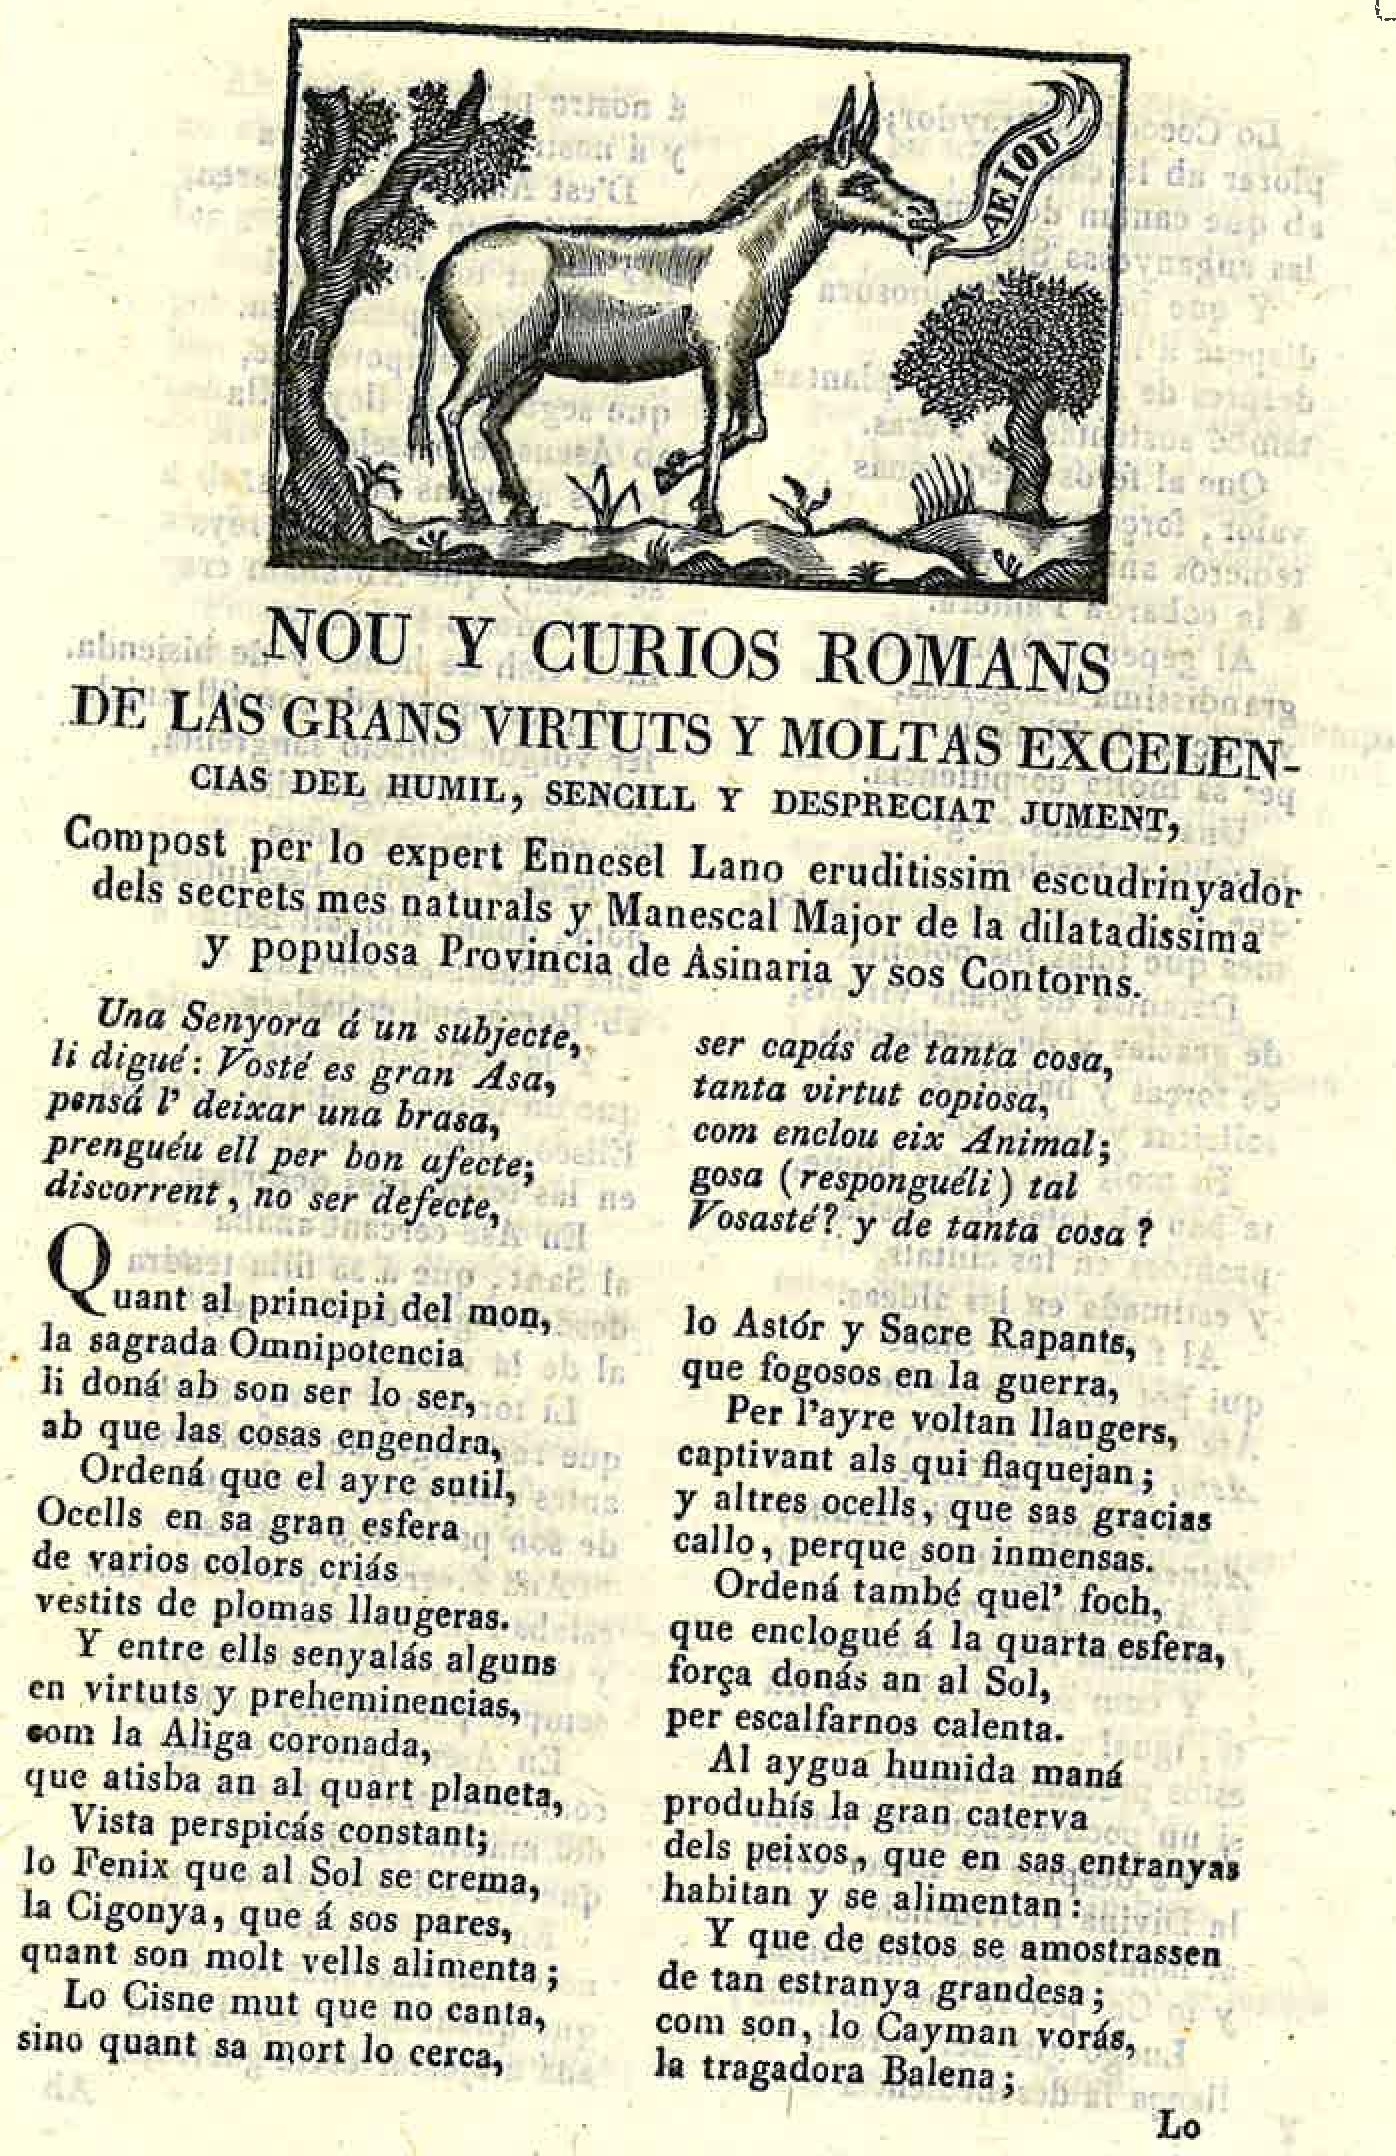 AEIOU
NOU Y CURIOS ROMANS
DE LAS GRANS VIRTUTS Y MOLTAS EXCELEN-
CIAS DEL HUMIL, SENCILL Y DESPRECIAT JUMENT,
Compost per lo expert Ennesel Lano eruditissim escudrinyador
dels secrets mes naturals y Manescal Major de la dilatadissima
y populosa Provincia de Asinaria y sos Contorns.
Una Senyora á un subjecte,
li digué: Vosté es gran Asa,
pensá l' deixar una brasa,
prenguéu ell per bon afecte;
discorrent, no ser defecte,
ser capás de tanta cosa,
tanta virtut copiosa,
com enclou eix Animal;
gosa (responguéli) tal
Vosasté? y de tanta cosa?
Quant al principi del mon,
la sagrada Omnipotencia
li doná ab son ser lo ser,
ab que las cosas engendra,
Ordená que el ayre sutil,
Ocells en sa gran esfera
de varios colors criás
vestits de plomas llaugeras.
Y entre ells senyalás alguns
en virtuts y preheminencias,
com la Aliga coronada,
que atisba an al quart planeta,
Vista perspicás constant;
lo Fenix que al Sol se crema,
la Cigonya, que á sos pares,
quant son molt vells alimenta;
Lo Cisne mut que no canta,
sino quant sa mort lo cerca,
lo Astór y Sacre Rapants,
que fogosos en la guerra,
Per l'ayre voltan llaugers,
captivant als qui flaquejan;
y altres ocells, que sas gracias
callo, perque son inmensas.
Ordená també quel' foch,
que enclogué á la quarta esfera,
força donás an al Sol,
per escalfarnos calenta.
Al aygua humida maná
produhís la gran caterva
dels peixos, que en sas entranyas
habitan y se alimentan:
Y que de estos se amostrassen
de tan estranya grandesa;
com son, lo Cayman vorás,
la tragadora Balena;
Lo